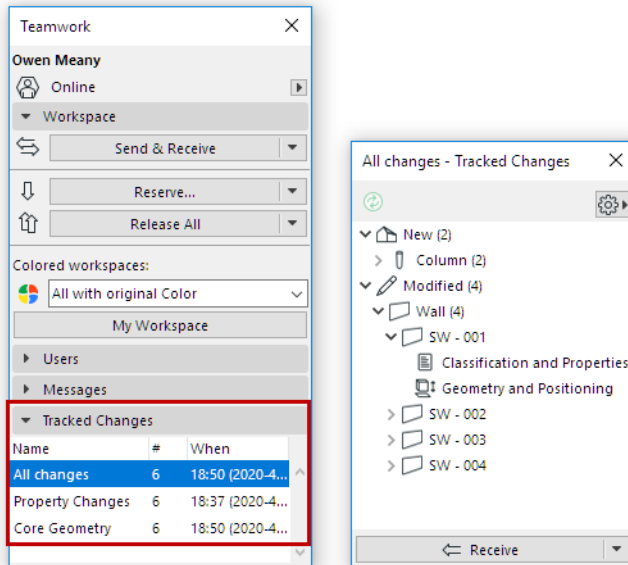 Teamwork
Owen Meany
Online
Workspace
Send & Receive
Reserve...
Release All
Colored workspaces:
All with original Color
My Workspace
Users
Messages
Tracked Changes
Name # When
All changes 6 18:50 (2020-4...
Property Changes 6 18:37 (2020-4...
Core Geometry 6 18:50 (2020-4...
All changes - Tracked Changes
New (2)
Column (2)
Modified (4)
Wall (4)
SW - 001
Classification and Properties
Geometry and Positioning
SW - 002
SW - 003
SW - 004
Receive